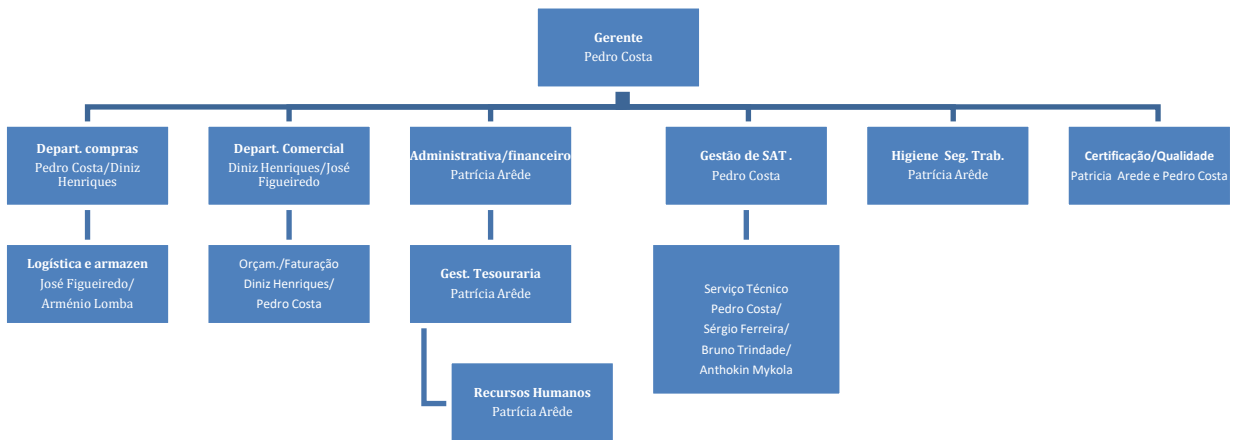 Gerente
Pedro Costa
Depart. compras
Pedro Costa/Diniz
Henriques
Depart. Comercial
Diniz Henriques/José
Figueiredo
Administrativa/financeiro
Patrícia Arêde
Gestão de SAT .
Pedro Costa
Higiene Seg. Trab.
Patrícia Arêde
Certificação/Qualidade
Patricia Arede e Pedro Costa
Logística e armazen
José Figueiredo/
Arménio Lomba
Orçam./Faturação
Diniz Henriques/
Pedro Costa
Gest. Tesouraria
Patrícia Arêde
Serviço Técnico
Pedro Costa/
Sérgio Ferreira/
Bruno Trindade/
Anthokin Mykola
Recursos Humanos
Patrícia Arêde